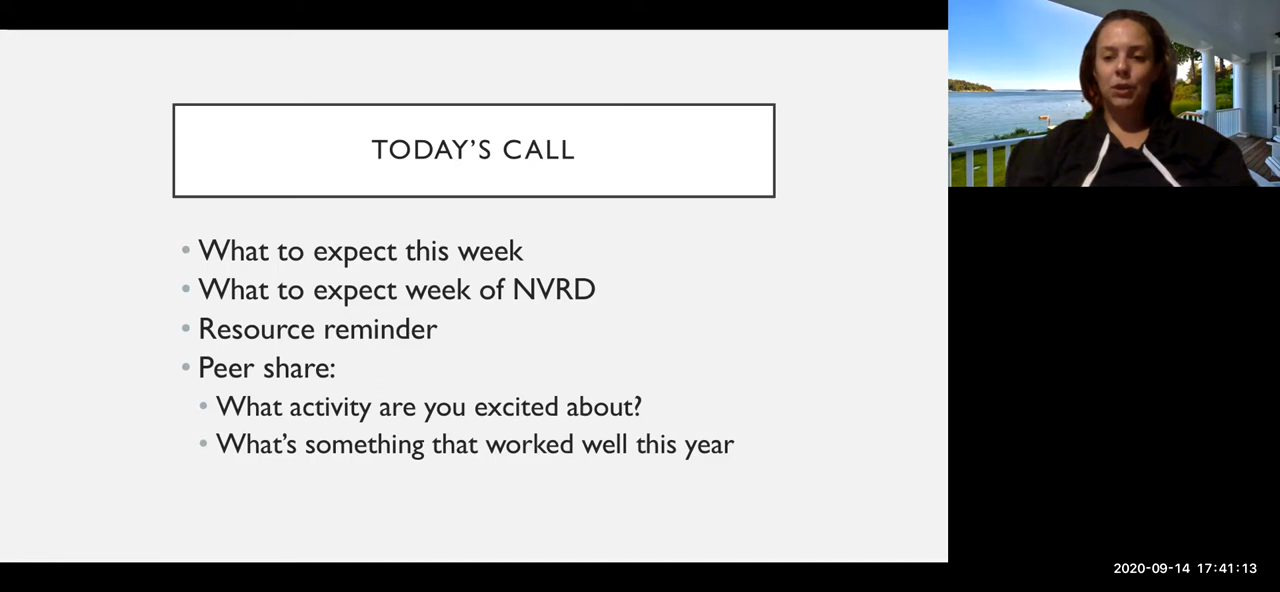 TODAY’S CALL
• What to expect this week
• What to expect week of NVRD
• Resource reminder
• Peer share:
• What activity are you excited about?
• What’s something that worked well this year
2020-09-14 17:41:13